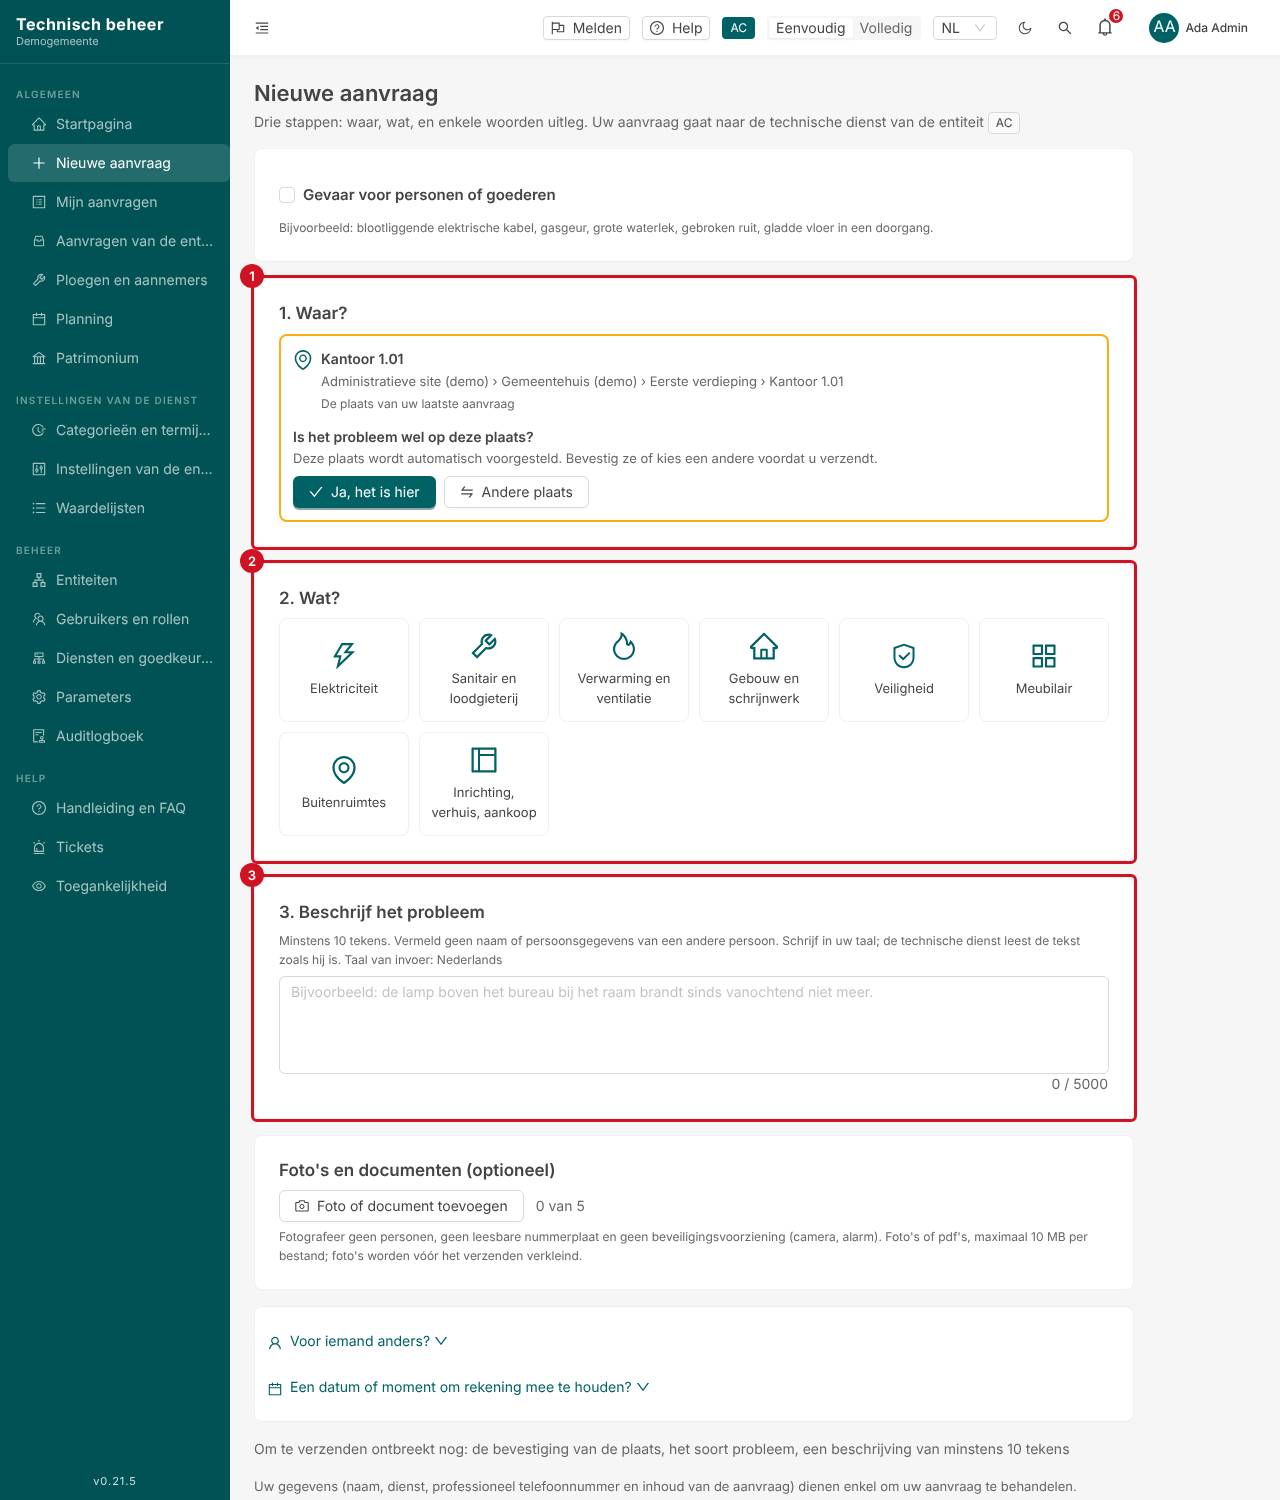 Technisch beheer
Demogemeente
ALGEMEEN
Startpagina
Nieuwe aanvraag
Mijn aanvragen
Aanvragen van de ent...
Ploegen en aannemers
Planning
Patrimonium
INSTELLINGEN VAN DE DIENST
Categorieën en termij...
Instellingen van de en...
Waardelijsten
BEHEER
Entiteiten
Gebruikers en rollen
Diensten en goedkeur...
Parameters
Auditlogboek
HELP
Handleiding en FAQ
Tickets
Toegankelijkheid
v0.21.5
Melden
Help
AC
Eenvoudig Volledig
NL
6
AA
Ada Admin
Nieuwe aanvraag
Drie stappen: waar, wat, en enkele woorden uitleg. Uw aanvraag gaat naar de technische dienst van de entiteit AC
Gevaar voor personen of goederen
Bijvoorbeeld: blootliggende elektrische kabel, gasgeur, grote waterlek, gebroken ruit, gladde vloer in een doorgang.
1
1. Waar?
Kantoor 1.01
Administratieve site (demo) › Gemeentehuis (demo) › Eerste verdieping › Kantoor 1.01
De plaats van uw laatste aanvraag
Is het probleem wel op deze plaats?
Deze plaats wordt automatisch voorgesteld. Bevestig ze of kies een andere voordat u verzendt.
Ja, het is hier
Andere plaats
2
2. Wat?
Elektriciteit
Sanitair en
loodgieterij
Verwarming en
ventilatie
Gebouw en
schrijnwerk
Veiligheid
Meubilair
Buitenruimtes
Inrichting,
verhuis, aankoop
3
3. Beschrijf het probleem
Minstens 10 tekens. Vermeld geen naam of persoonsgegevens van een andere persoon. Schrijf in uw taal; de technische dienst leest de tekst
zoals hij is. Taal van invoer: Nederlands
Bijvoorbeeld: de lamp boven het bureau bij het raam brandt sinds vanochtend niet meer.
0 / 5000
Foto's en documenten (optioneel)
Foto of document toevoegen
0 van 5
Fotografeer geen personen, geen leesbare nummerplaat en geen beveiligingsvoorziening (camera, alarm). Foto's of pdf's, maximaal 10 MB per
bestand; foto's worden vóór het verzenden verkleind.
Voor iemand anders?
Een datum of moment om rekening mee te houden?
Om te verzenden ontbreekt nog: de bevestiging van de plaats, het soort probleem, een beschrijving van minstens 10 tekens
Uw gegevens (naam, dienst, professioneel telefoonnummer en inhoud van de aanvraag) dienen enkel om uw aanvraag te behandelen.